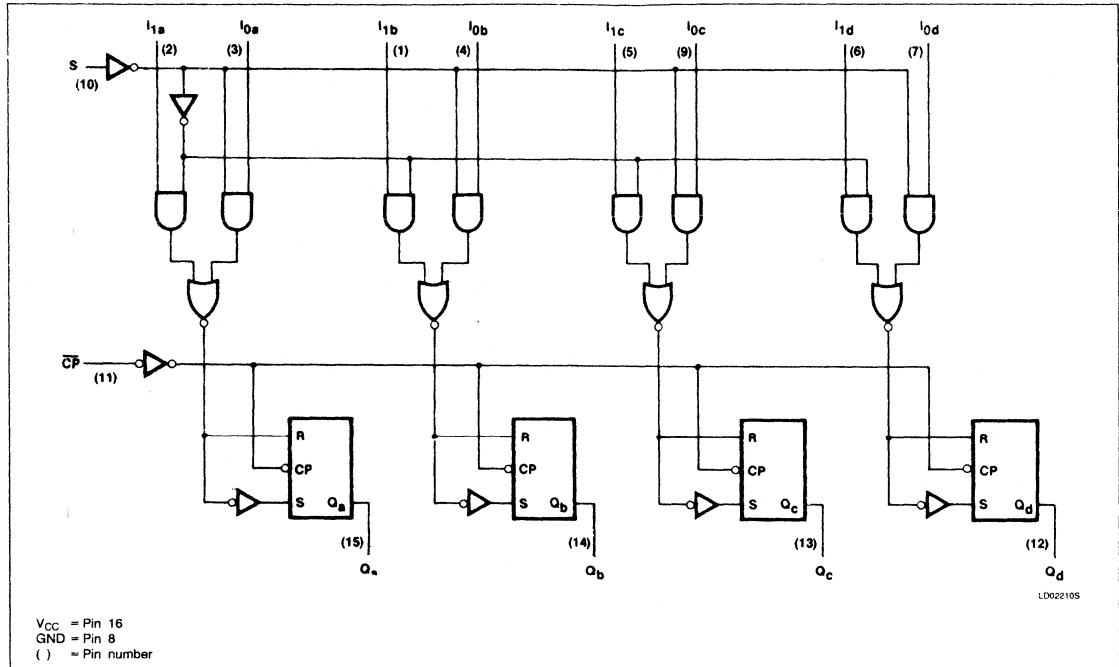 I1a I0a I1b I0b I1c I0c I1d I0d
(2) (3) (1) (4) (5) (9) (6) (7)
S
(10)
CP
(11)
R R R R
CP CP CP CP
S Qa S Qb S Qc S Qd
(15) (14) (13) (12)
Qa Qb Qc Qd
LD02210S
VCC = Pin 16
GND = Pin 8
( ) = Pin number